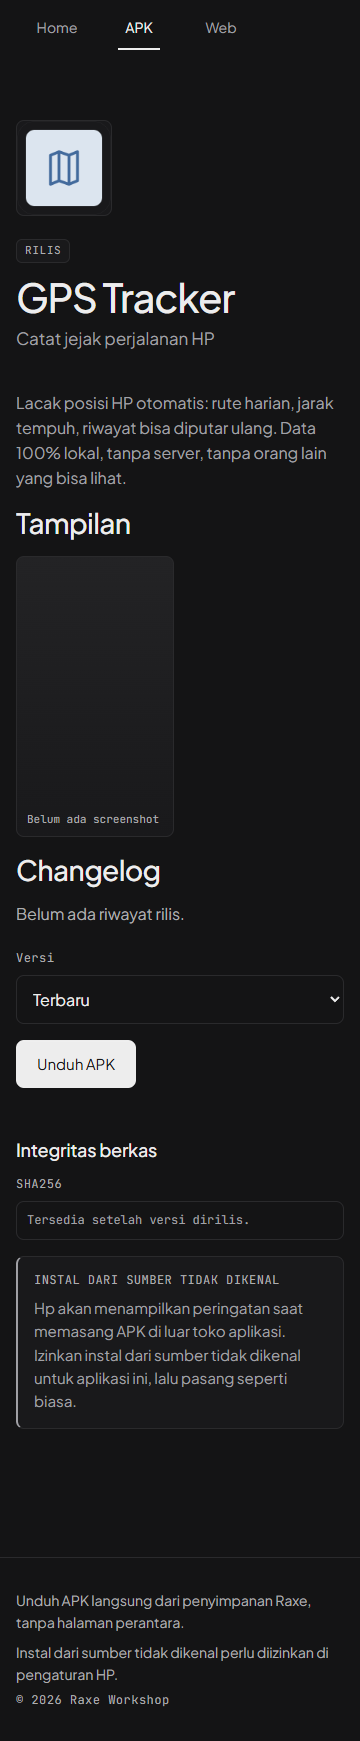 Home APK Web
RILIS
GPS Tracker
Catat jejak perjalanan HP
Lacak posisi HP otomatis: rute harian, jarak
tempuh, riwayat bisa diputar ulang. Data
100% lokal, tanpa server, tanpa orang lain
yang bisa lihat.
Tampilan
Belum ada screenshot
Changelog
Belum ada riwayat rilis.
Versi
Terbaru
Unduh APK
Integritas berkas
SHA256
Tersedia setelah versi dirilis.
INSTAL DARI SUMBER TIDAK DIKENAL
Hp akan menampilkan peringatan saat
memasang APK di luar toko aplikasi.
Izinkan instal dari sumber tidak dikenal
untuk aplikasi ini, lalu pasang seperti
biasa.
Unduh APK langsung dari penyimpanan Raxe,
tanpa halaman perantara.
Instal dari sumber tidak dikenal perlu diizinkan di
pengaturan HP.
© 2026 Raxe Workshop